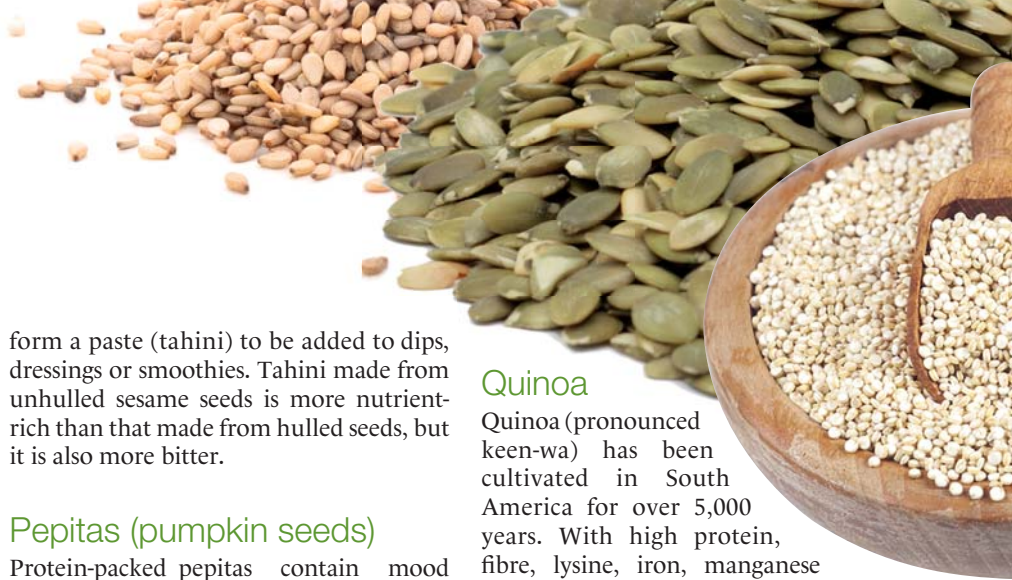 form a paste (tahini) to be added to dips,
dressings or smoothies. Tahini made from
unhulled sesame seeds is more nutrient-
rich than that made from hulled seeds, but
it is also more bitter.
Pepitas (pumpkin seeds)
Protein-packed pepitas contain mood
Quinoa
Quinoa (pronounced
keen-wa) has been
cultivated in South
America for over 5,000
years. With high protein,
fibre, lysine, iron, manganese